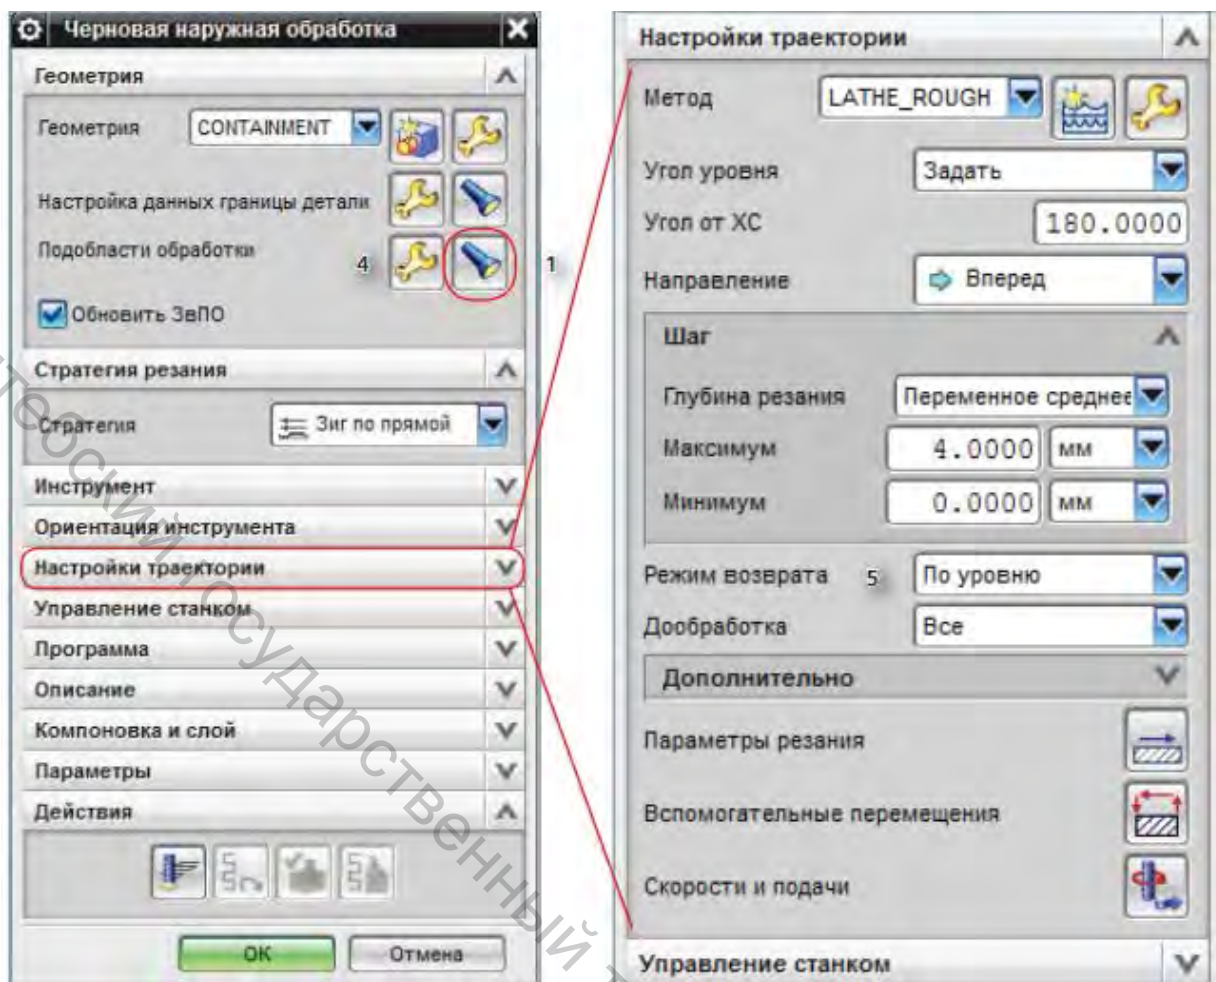 Черновая наружная обработка
Геометрия
Геометрия CONTAINMENT
Настройка данных границы детали
Подобласти обработки 4 1
Обновить ЗвПО
Стратегия резания
Стратегия Зиг по прямой
Инструмент
Ориентация инструмента
Настройки траектории
Управление станком
Программа
Описание
Компоновка и слой
Параметры
Действия
OK Отмена
Настройки траектории
Метод LATHE_ROUGH
Угол уровня Задать
Угол от XC 180.0000
Направление Вперед
Шаг
Глубина резания Переменное среднее
Максимум 4.0000 мм
Минимум 0.0000 мм
Режим возврата 5 По уровню
Дообработка Все
Дополнительно
Параметры резания
Вспомогательные перемещения
Скорости и подачи
Управление станком
государственный